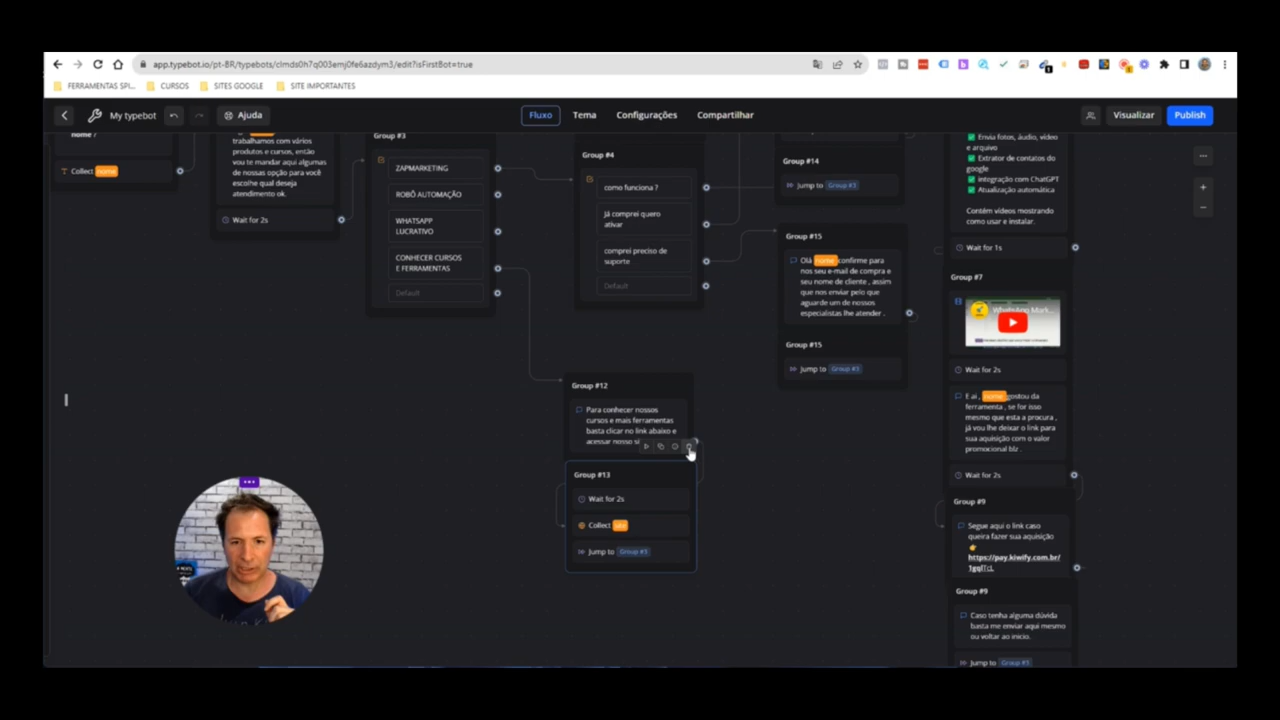 app.typebot.io/pt-BR/typebots/clmds0h7q003emj0fe6azdym3/edit?isFirstBot=true
FERRAMENTAS SPI...
CURSOS
SITES GOOGLE
SITE IMPORTANTES
My typebot
Ajuda
Fluxo
Tema
Configurações
Compartilhar
Visualizar
Publish
nome ?
Collect nome
trabalhamos com vários
produtos e cursos, então
vou te mandar aqui algumas
de nossas opção para você
escolhe qual deseja
atendimento ok.
Wait for 2s
Group #3
ZAPMARKETING
ROBÔ AUTOMAÇÃO
WHATSAPP
LUCRATIVO
CONHECER CURSOS
E FERRAMENTAS
Default
Group #4
como funciona ?
Já comprei quero
ativar
comprei preciso de
suporte
Default
Group #14
Jump to Group #3
Group #15
Olá nome confirme para
nos seu e-mail de compra e
seu nome de cliente , assim
que nos enviar pelo que
aguarde um de nossos
especialistas lhe atender .
Group #15
Jump to Group #3
Group #12
Para conhecer nossos
cursos e mais ferramentas
basta clicar no link abaixo e
acessar nosso
Group #13
Wait for 2s
Collect
Jump to Group #3
Envia fotos, áudio, vídeo
e arquivo
Extrator de contatos do
google
integração com ChatGPT
Atualização automática
Contém vídeos mostrando
como usar e instalar.
Wait for 1s
Group #7
WhatsApp Mark...
Wait for 2s
E ai , nome gostou da
ferramenta , se for isso
mesmo que esta a procura ,
já vou lhe deixar o link para
sua aquisição com o valor
promocional blz .
Wait for 2s
Group #9
Segue aqui o link caso
queira fazer sua aquisição
https://pay.kiwify.com.br/
Group #9
Caso tenha alguma dúvida
basta me enviar aqui mesmo
ou voltar ao inicio.
Jump to Group #3